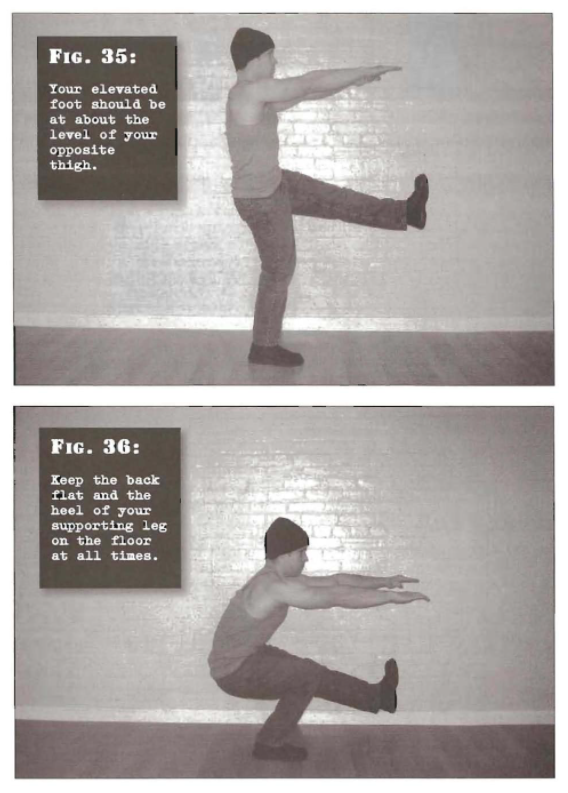 FIG. 35:
Your elevated
foot should be
at about the
level of your
opposite
thigh.
FIG. 36:
Keep the back
flat and the
heel of your
supporting leg
on the floor
at all times.